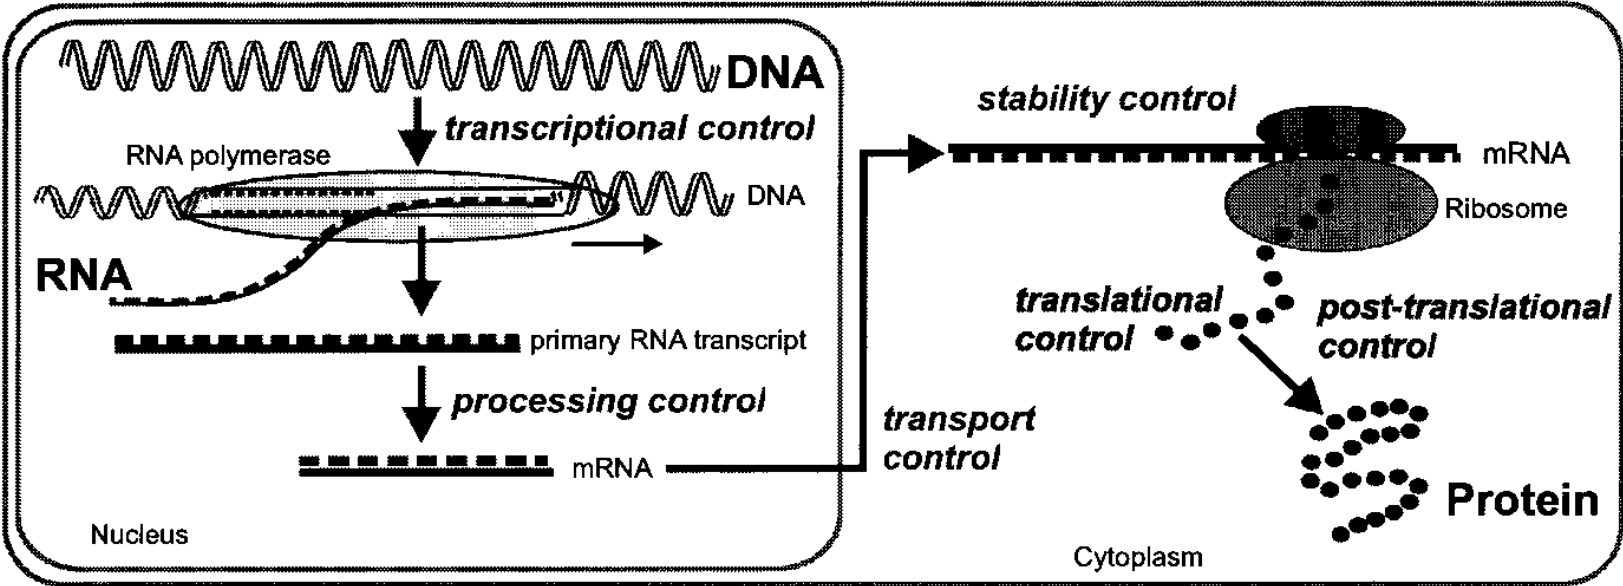 DNA
transcriptional control
RNA polymerase
DNA
RNA
primary RNA transcript
processing control
mRNA
Nucleus
transport
control
stability control
mRNA
Ribosome
translational
control
post-translational
control
Protein
Cytoplasm